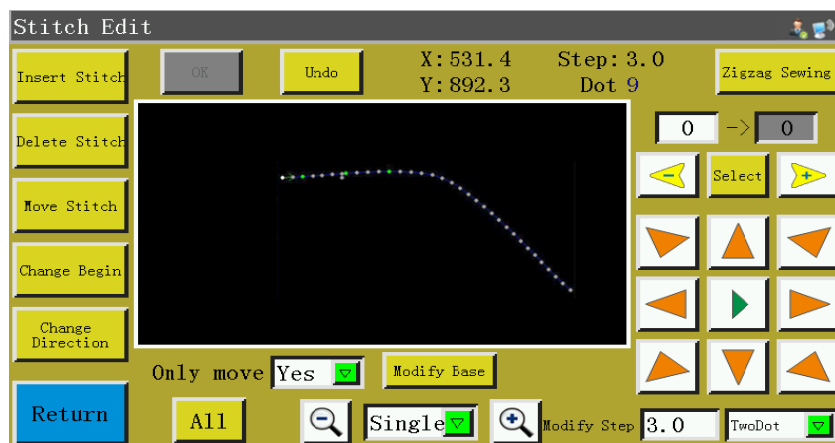 Stitch Edit
Insert Stitch
OK
Undo
X:531.4
Step:3.0
Zigzag Sewing
Y:892.3
Dot 9
0 -> 0
Delete Stitch
- Select +
Move Stitch
Change Begin
Change
Direction
Only move Yes
Modify Base
Return
All
Single
Modify Step 3.0
TwoDot